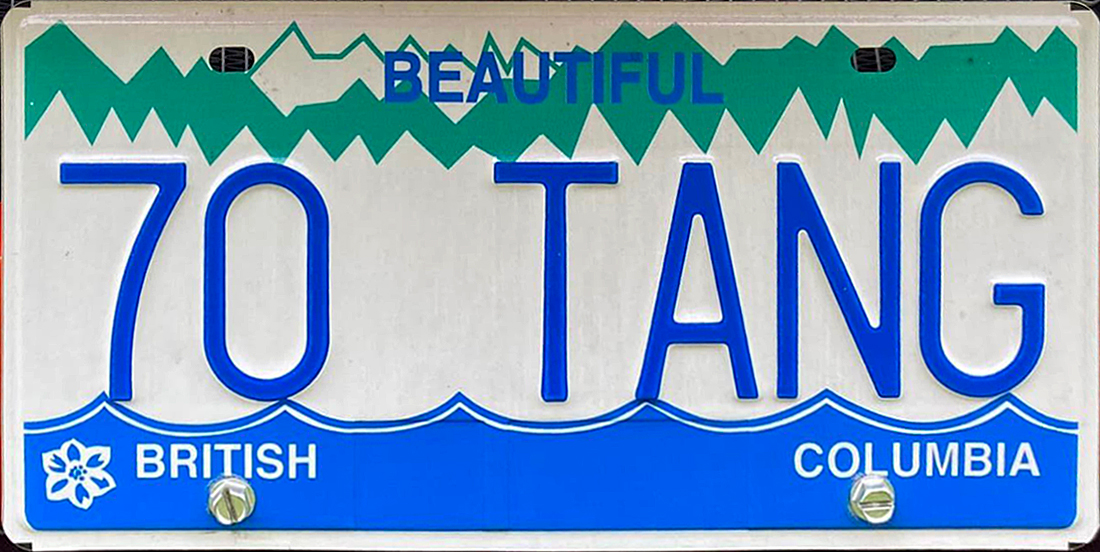 BEAUTIFUL
70 TANG
BRITISH COLUMBIA